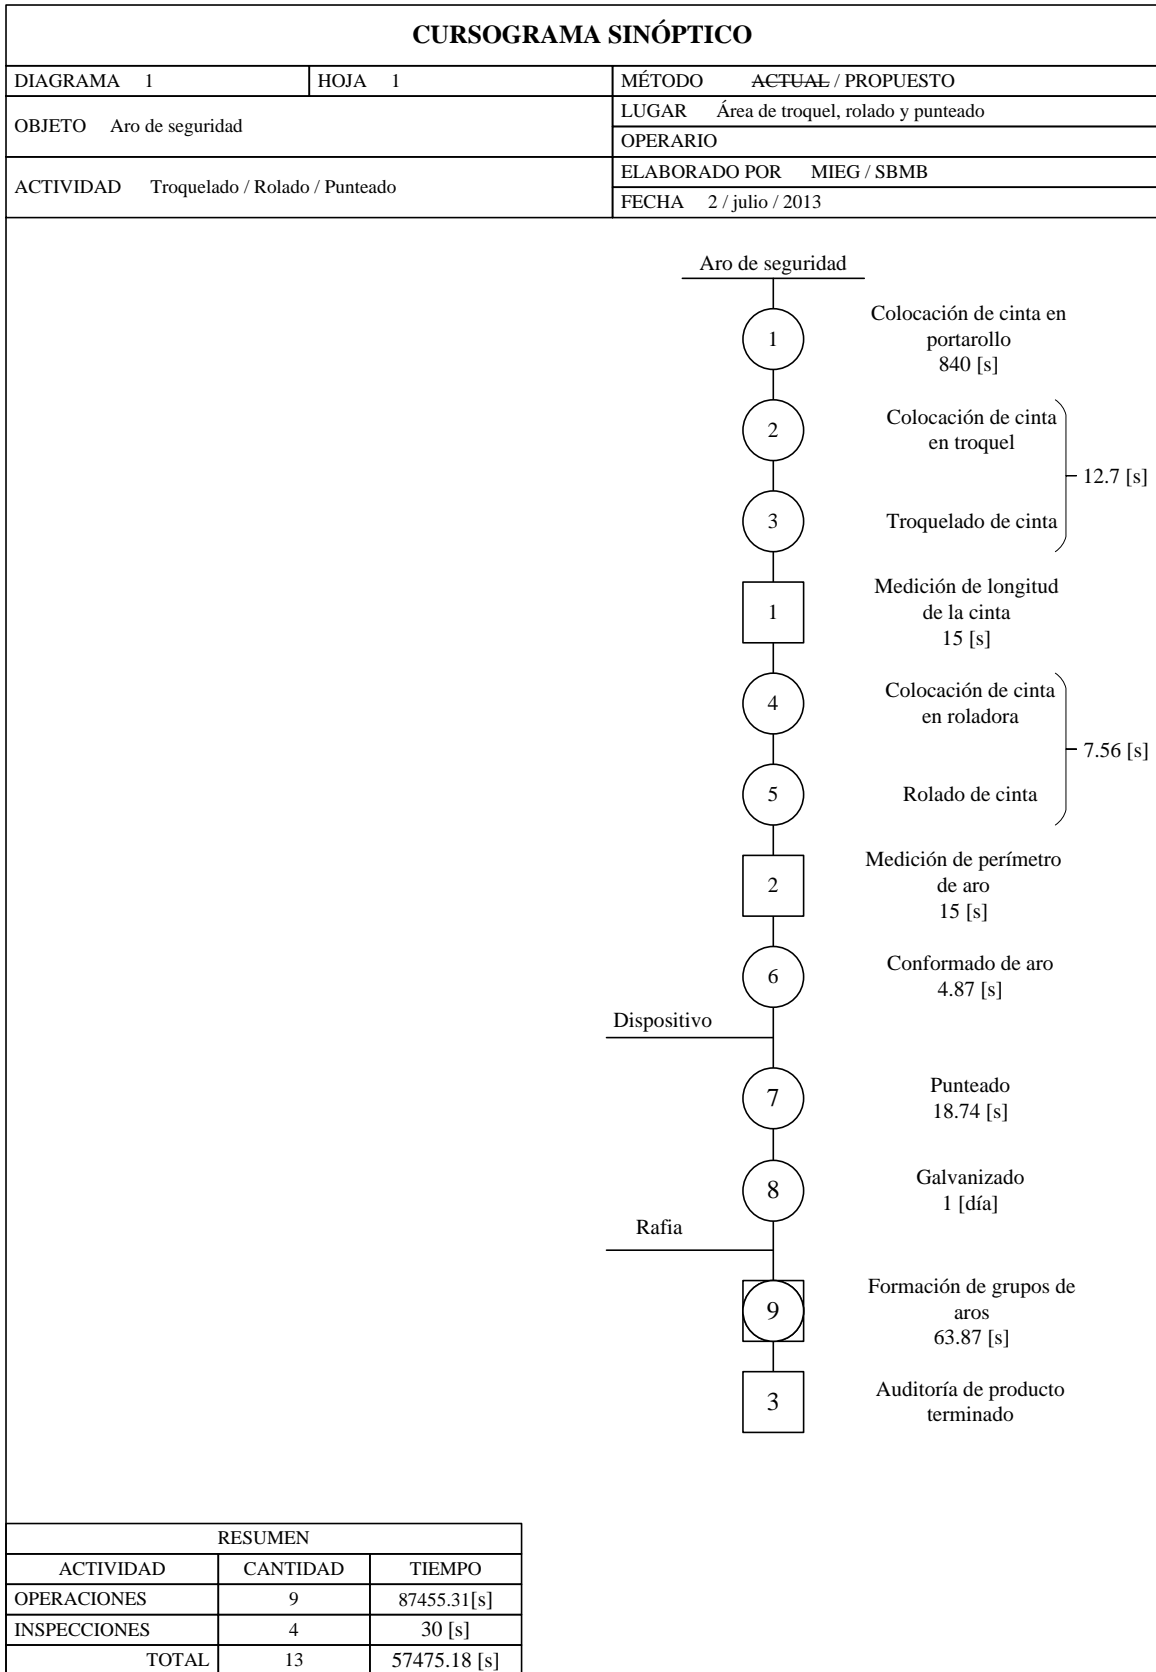 CURSOGRAMA SINÓPTICO
DIAGRAMA 1
HOJA 1
MÉTODO ACTUAL / PROPUESTO
OBJETO Aro de seguridad
LUGAR Área de troquel, rolado y punteado
OPERARIO
ACTIVIDAD Troquelado / Rolado / Punteado
ELABORADO POR MIEG / SBMB
FECHA 2 / julio / 2013
Aro de seguridad
1
Colocación de cinta en
portarollo
840 [s]
2
Colocación de cinta
en troquel
12.7 [s]
3
Troquelado de cinta
1
Medición de longitud
de la cinta
15 [s]
4
Colocación de cinta
en roladora
7.56 [s]
5
Rolado de cinta
2
Medición de perímetro
de aro
15 [s]
6
Conformado de aro
4.87 [s]
Dispositivo
7
Punteado
18.74 [s]
8
Galvanizado
1 [día]
Rafia
9
Formación de grupos de
aros
63.87 [s]
3
Auditoría de producto
terminado
RESUMEN
ACTIVIDAD CANTIDAD TIEMPO
OPERACIONES 9 87455.31[s]
INSPECCIONES 4 30 [s]
TOTAL 13 57475.18 [s]